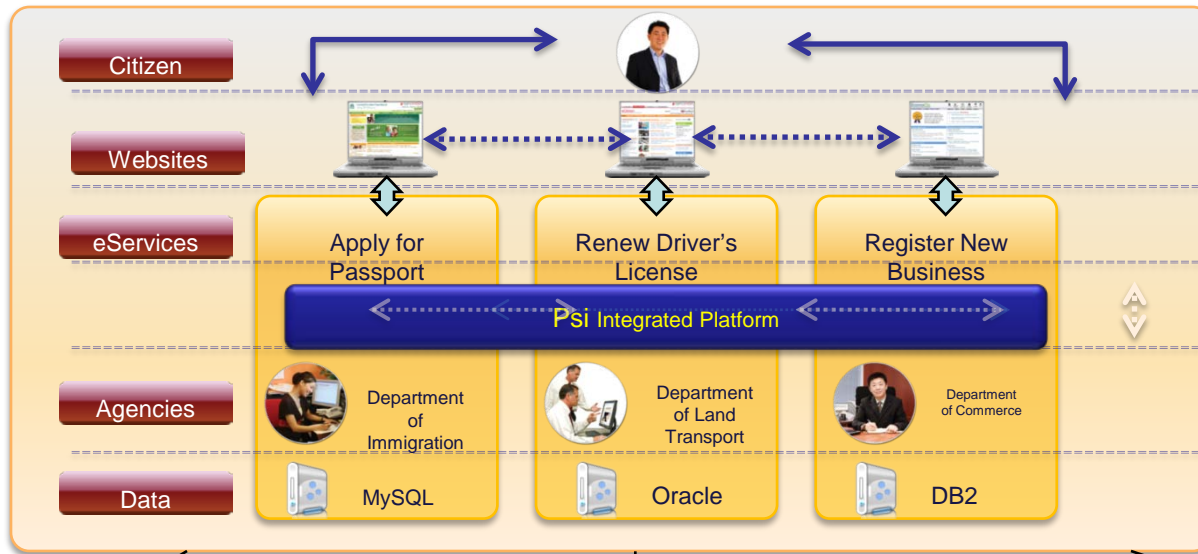 Citizen
Websites
eServices
Apply for
Passport
Renew Driver's
License
Register New
Business
Psi Integrated Platform
Agencies
Department
of
Immigration
Department
of Land
Transport
Department
of Commerce
Data
MySQL
Oracle
DB2